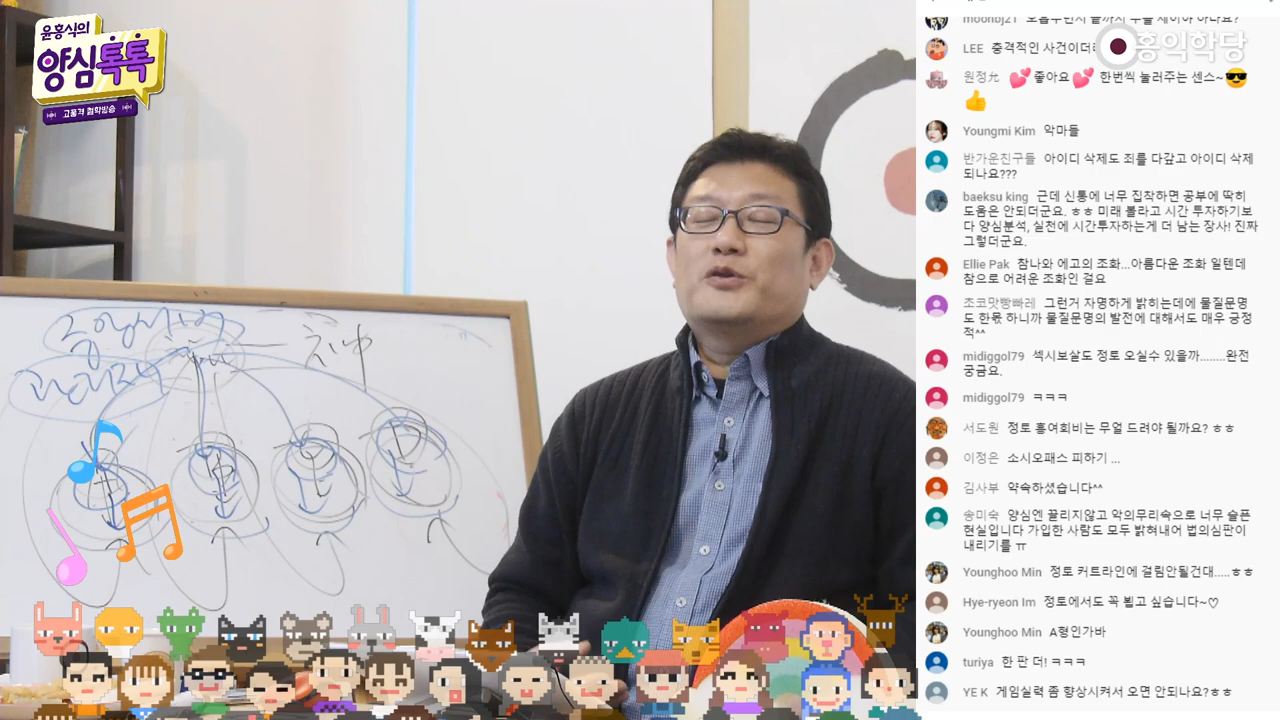 윤홍식의
양심톡톡
고품격 철학방송
홍익학당
LEE 충격적인 사건이더라
원정允 💕좋아요💕 한번씩 눌러주는 센스~😎
👍
Youngmi Kim 악마들
반가운친구들 아이디 삭제도 죄를 다갚고 아이디 삭제
되나요???
baeksu king 근데 신통에 너무 집착하면 공부에 딱히
도움은 안되더군요. ㅎㅎ 미래 볼라고 시간 투자하기보
다 양심분석, 실천에 시간투자하는게 더 남는 장사! 진짜
그렇더군요.
Ellie Pak 참나와 에고의 조화...아름다운 조화 일텐데
참으로 어려운 조화인 걸요
초코맛빵빠레 그런거 자명하게 밝히는데에 물질문명
도 한몫 하니까 물질문명의 발전에 대해서도 매우 긍정
적^^
midiggol79 섹시보살도 정토 오실수 있을까........완전
궁금요.
midiggol79 ㅋㅋㅋ
서도원 정토 홍여회비는 무얼 드려야 될까요? ㅎㅎ
이정은 소시오패스 피하기 ...
김사부 약속하셨습니다^^
송미숙 양심엔 끌리지않고 악의무리속으로 너무 슬픈
현실입니다 가입한 사람도 모두 밝혀내어 법의심판이
내리기를 ㅠ
Younghoo Min 정토 커트라인에 걸림안될건대.....ㅎㅎ
Hye-ryeon Im 정토에서도 꼭 뵙고 싶습니다~♡
Younghoo Min A형인가바
turiya 한 판 더! ㅋㅋㅋ
YE K 게임실력 좀 향상시켜서 오면 안되나요?ㅎㅎ